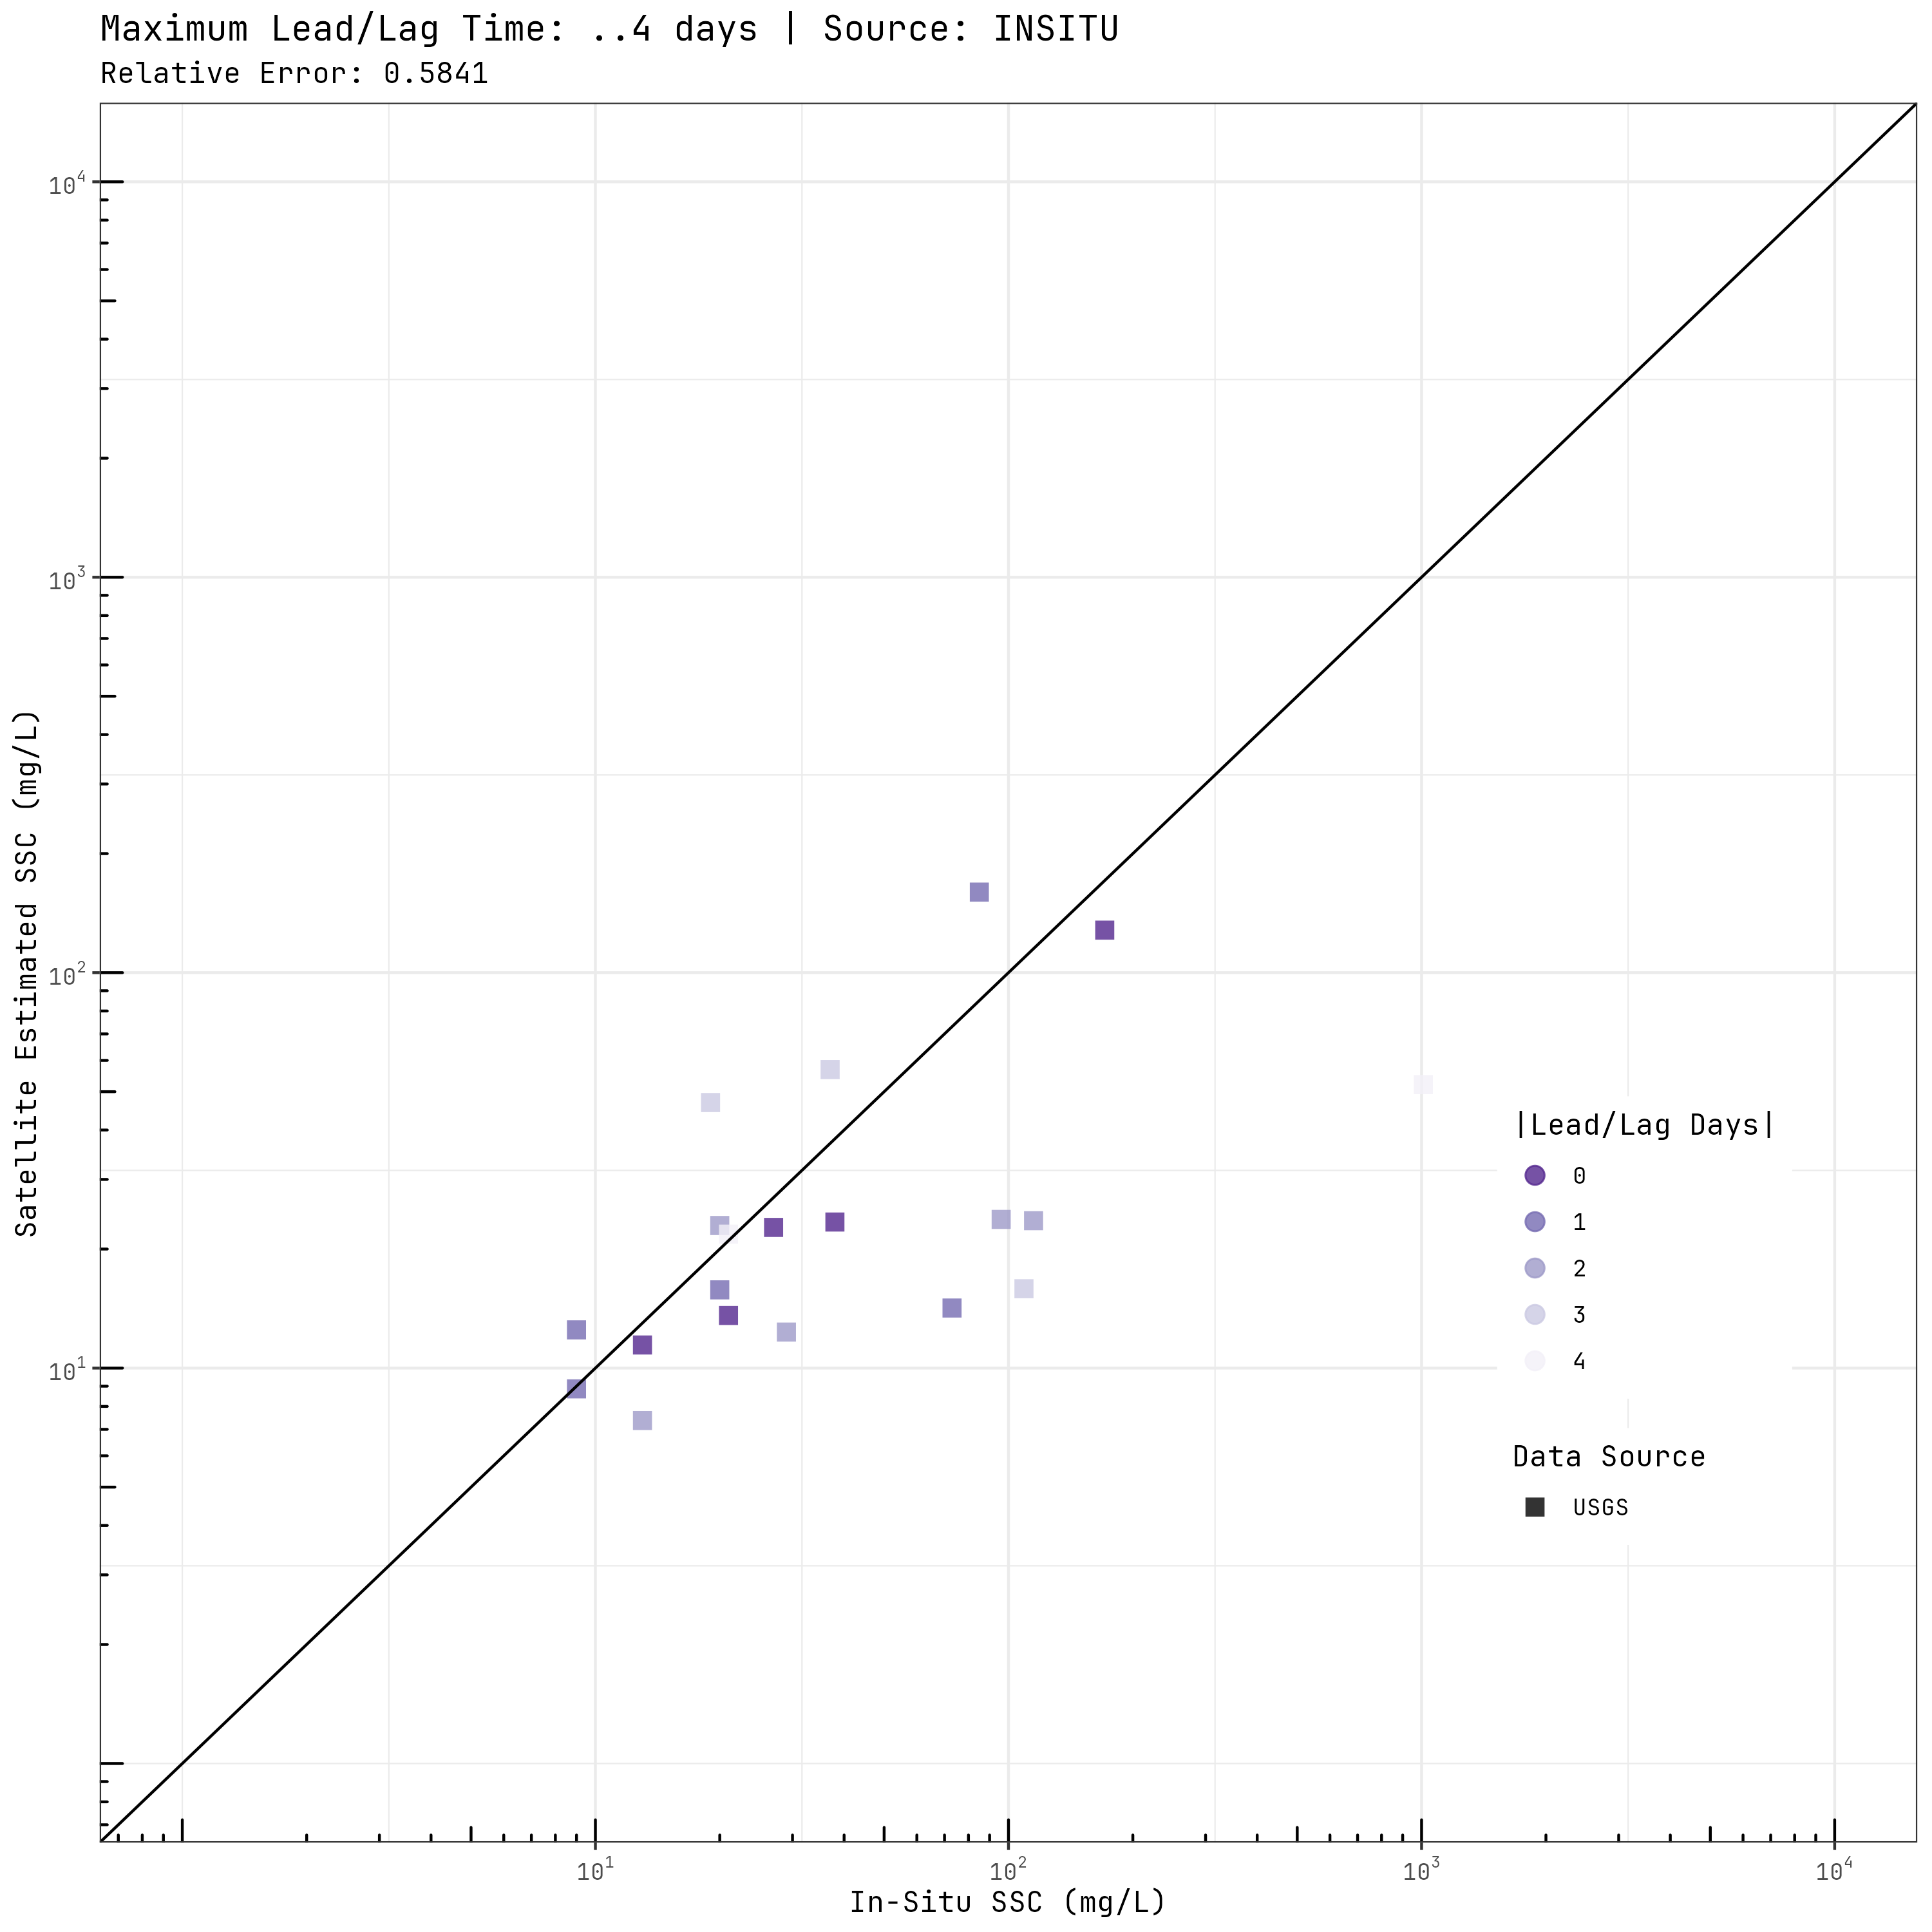 Maximum Lead/Lag Time: ..4 days | Source: INSITU
Relative Error: 0.5841
Satellite Estimated SSC (mg/L)
10⁴
10³
10²
10¹
|Lead/Lag Days|
0
1
2
3
4
Data Source
USGS
10¹ 10² 10³ 10⁴
In-Situ SSC (mg/L)